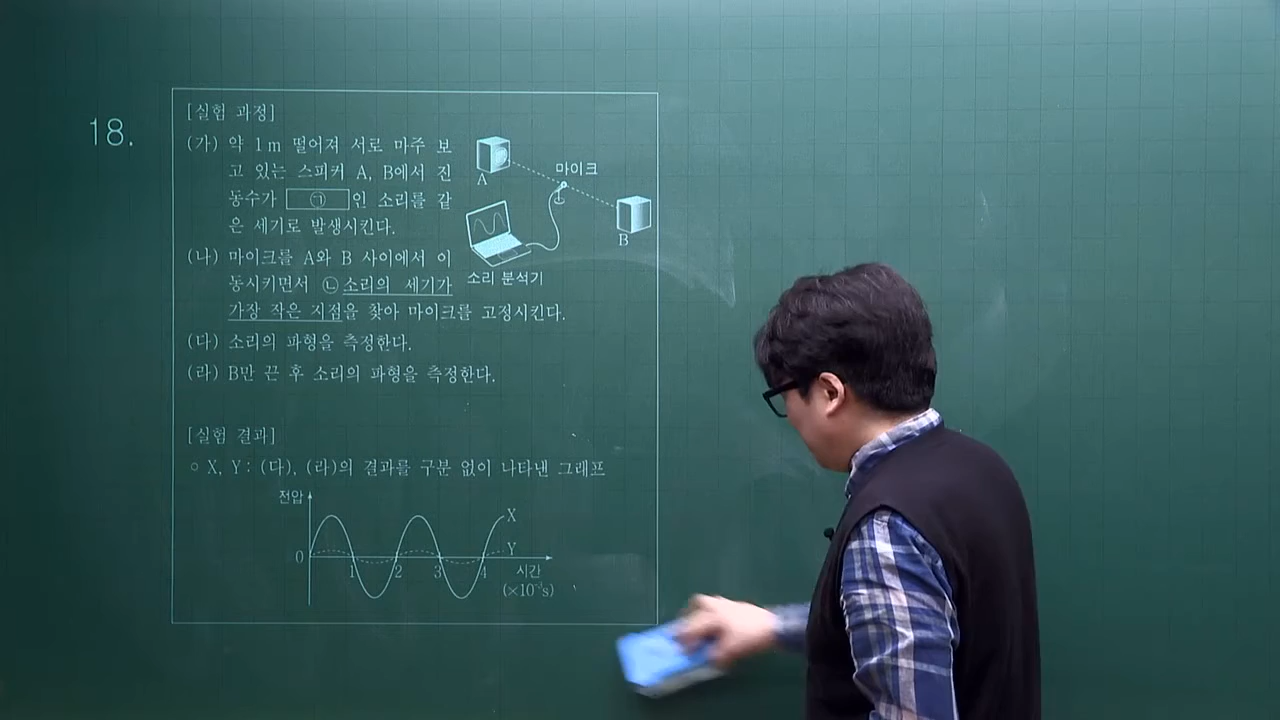 18.
[실험 과정]
(가) 약 1m 떨어져 서로 마주 보
고 있는 스피커 A, B에서 진
동수가 ㉠ 인 소리를 같
은 세기로 발생시킨다.
(나) 마이크를 A와 B 사이에서 이
동시키면서 ㉡소리의 세기가
가장 작은 지점을 찾아 마이크를 고정시킨다.
(다) 소리의 파형을 측정한다.
(라) B만 끈 후 소리의 파형을 측정한다.
A
마이크
B
소리 분석기
[실험 결과]
○ X, Y : (다), (라)의 결과를 구분 없이 나타낸 그래프
전압
X
Y
0
1 2 3 4 시간
(×10⁻³s)